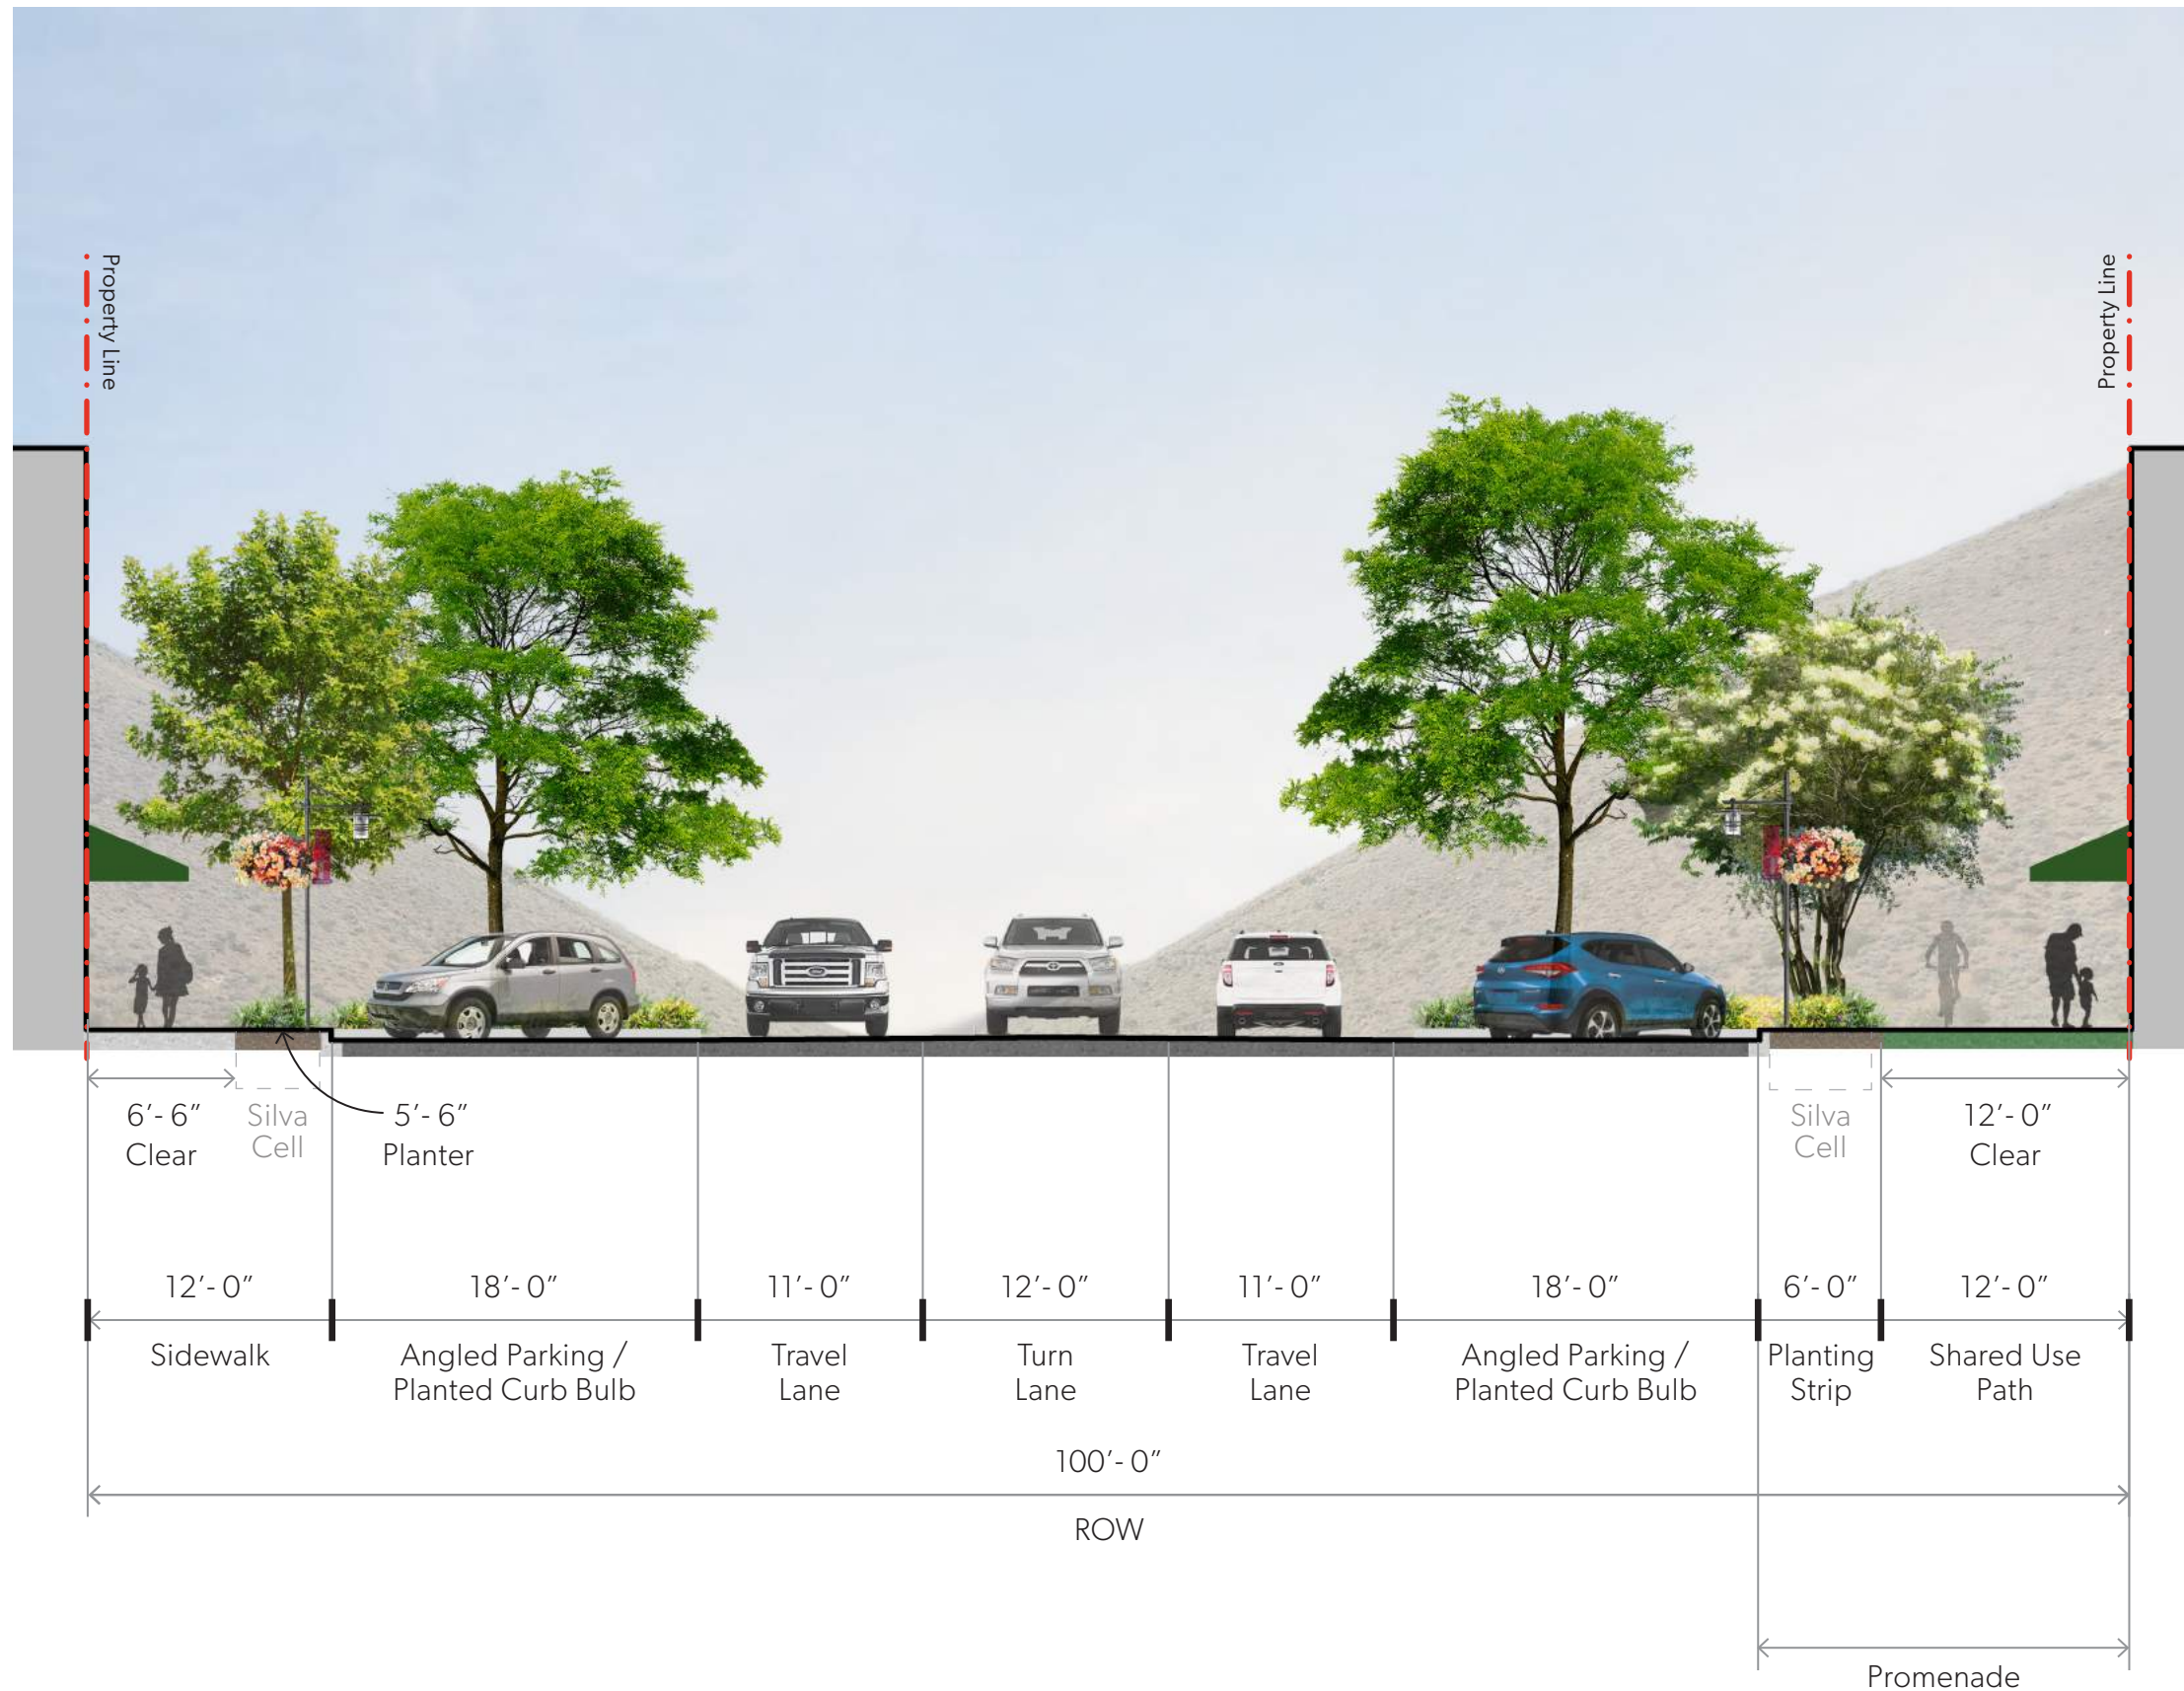 Property Line
Property Line
6’- 6”
Clear
Silva
Cell
5’- 6”
Planter
Silva
Cell
12’- 0”
Clear
12’- 0”
18’- 0”
11’- 0”
12’- 0”
11’- 0”
18’- 0”
6’- 0”
12’- 0”
Sidewalk
Angled Parking /
Planted Curb Bulb
Travel
Lane
Turn
Lane
Travel
Lane
Angled Parking /
Planted Curb Bulb
Planting
Strip
Shared Use
Path
100’- 0”
ROW
Promenade